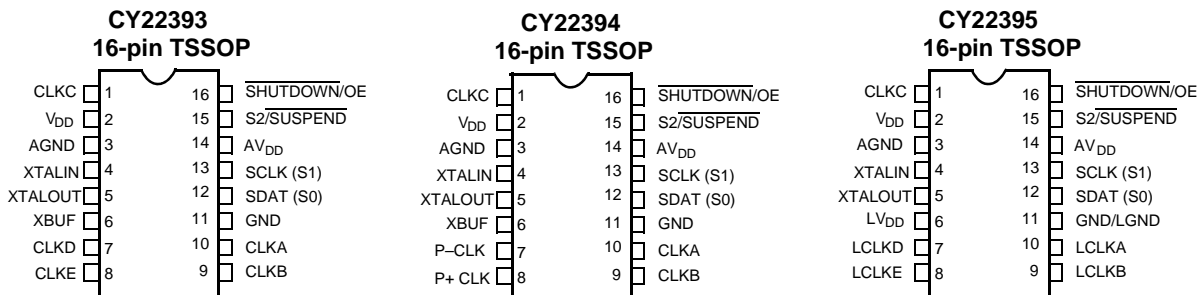 CY22393
16-pin TSSOP
CLKC 1 16 SHUTDOWN/OE
VDD 2 15 S2/SUSPEND
AGND 3 14 AVDD
XTALIN 4 13 SCLK (S1)
XTALOUT 5 12 SDAT (S0)
XBUF 6 11 GND
CLKD 7 10 CLKA
CLKE 8 9 CLKB
CY22394
16-pin TSSOP
CLKC 1 16 SHUTDOWN/OE
VDD 2 15 S2/SUSPEND
AGND 3 14 AVDD
XTALIN 4 13 SCLK (S1)
XTALOUT 5 12 SDAT (S0)
XBUF 6 11 GND
P–CLK 7 10 CLKA
P+ CLK 8 9 CLKB
CY22395
16-pin TSSOP
CLKC 1 16 SHUTDOWN/OE
VDD 2 15 S2/SUSPEND
AGND 3 14 AVDD
XTALIN 4 13 SCLK (S1)
XTALOUT 5 12 SDAT (S0)
LVDD 6 11 GND/LGND
LCLKD 7 10 LCLKA
LCLKE 8 9 LCLKB